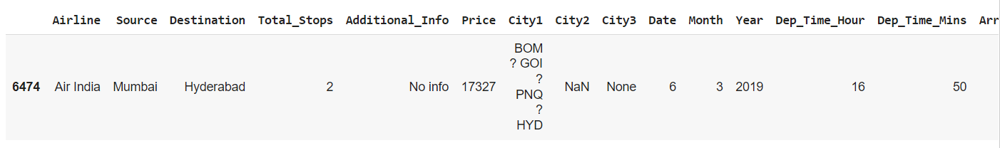 Airline Source Destination Total_Stops Additional_Info Price City1 City2 City3 Date Month Year Dep_Time_Hour Dep_Time_Mins Arr
BOM
? GOI
?
6474 Air India Mumbai Hyderabad 2 No info 17327 PNQ NaN None 6 3 2019 16 50
?
HYD